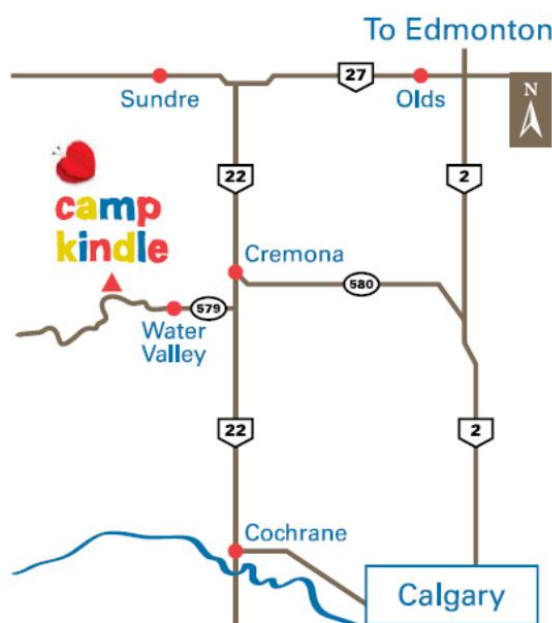 To Edmonton
27
Sundre
Olds
N
22
2
camp
kindle
Cremona
580
579
Water
Valley
22
2
Cochrane
Calgary